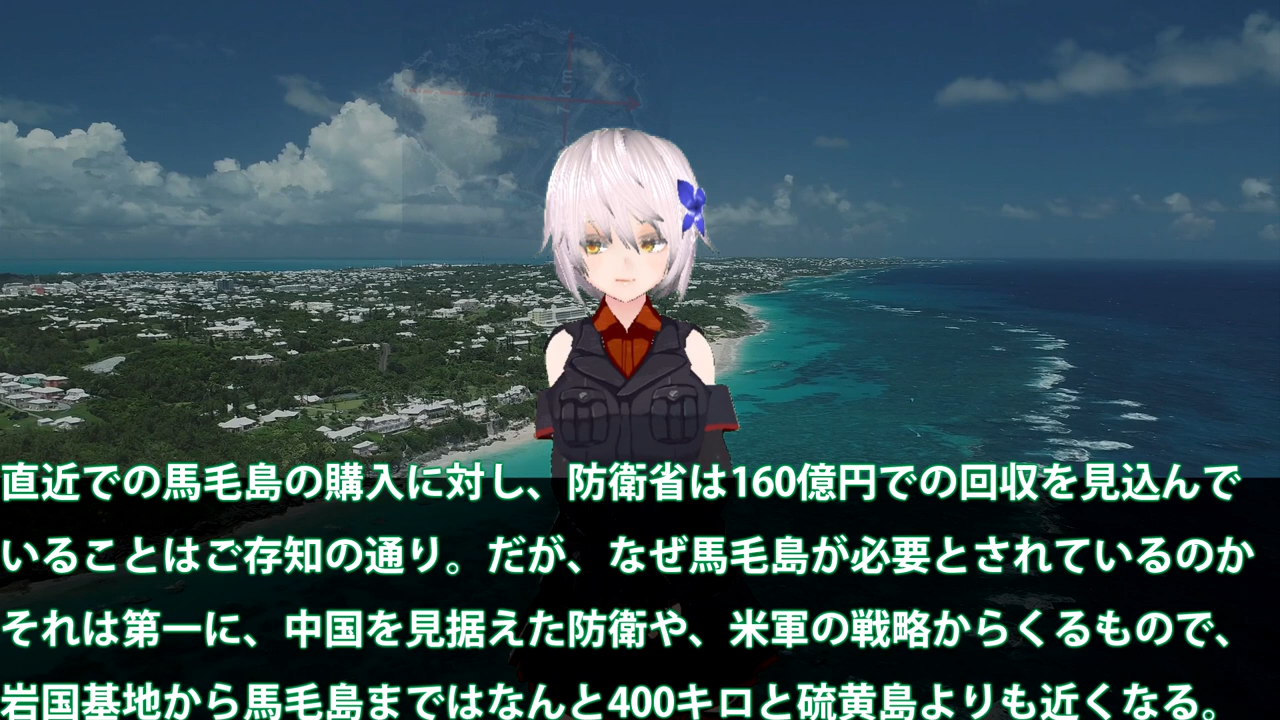 直近での馬毛島の購入に対し、防衛省は160億円での回収を見込んで
いることはご存知の通り。だが、なぜ馬毛島が必要とされているのか
それは第一に、中国を見据えた防衛や、米軍の戦略からくるもので、
岩国基地から馬毛島まではなんと400キロと硫黄島よりも近くなる。